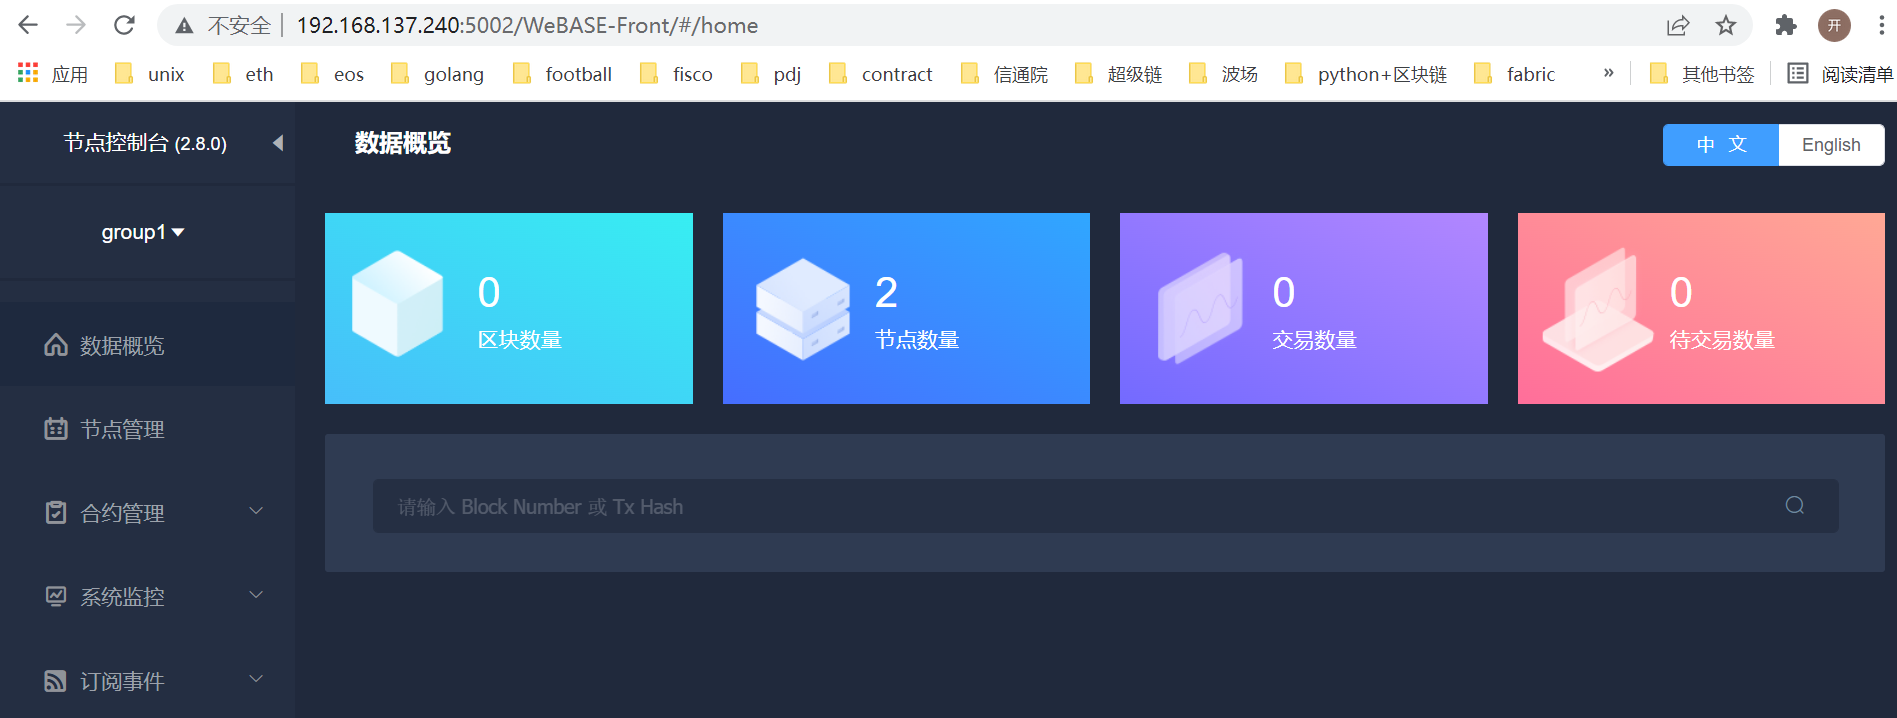 不安全 192.168.137.240:5002/WeBASE-Front/#/home 开
应用 unix eth eos golang football fisco pdj contract 信通院 超级链 波场 python+区块链 fabric » 其他书签 阅读清单
节点控制台 (2.8.0)
数据概览
中 文 English
group1
0
区块数量
2
节点数量
0
交易数量
0
待交易数量
数据概览
节点管理
合约管理
系统监控
订阅事件
请输入 Block Number 或 Tx Hash